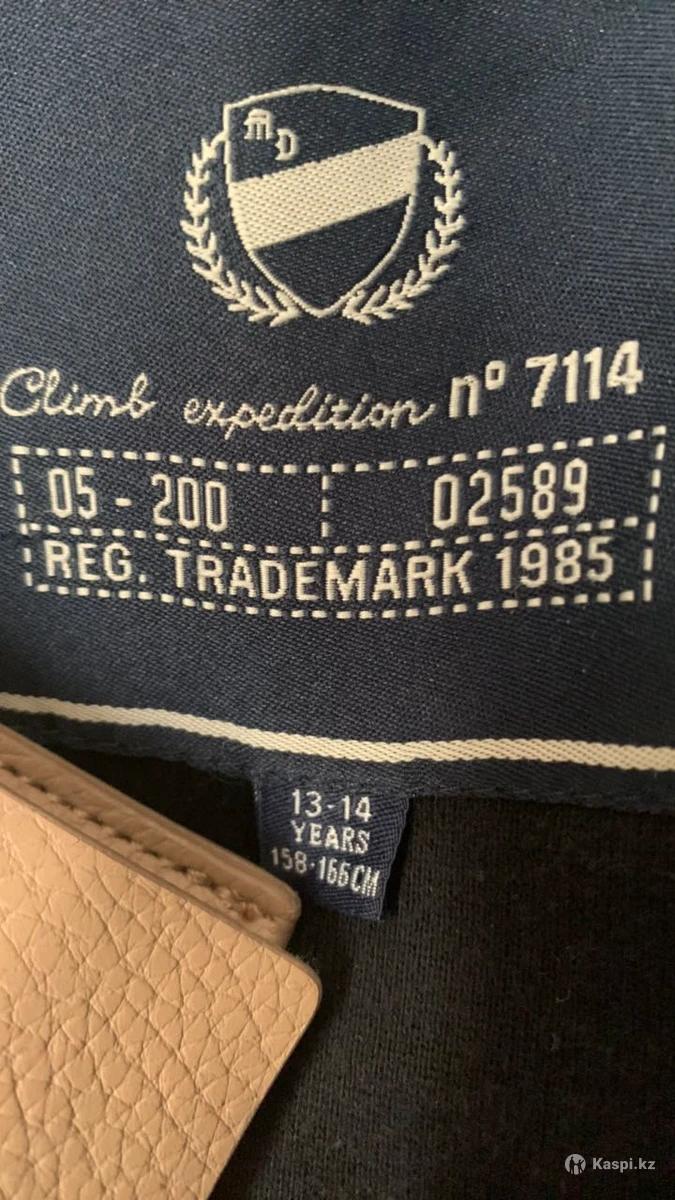 m
D
Climb expedition nº 7114
05 - 200 02589
REG. TRADEMARK 1985
13-14
YEARS
158-166CM
Kaspi.kz